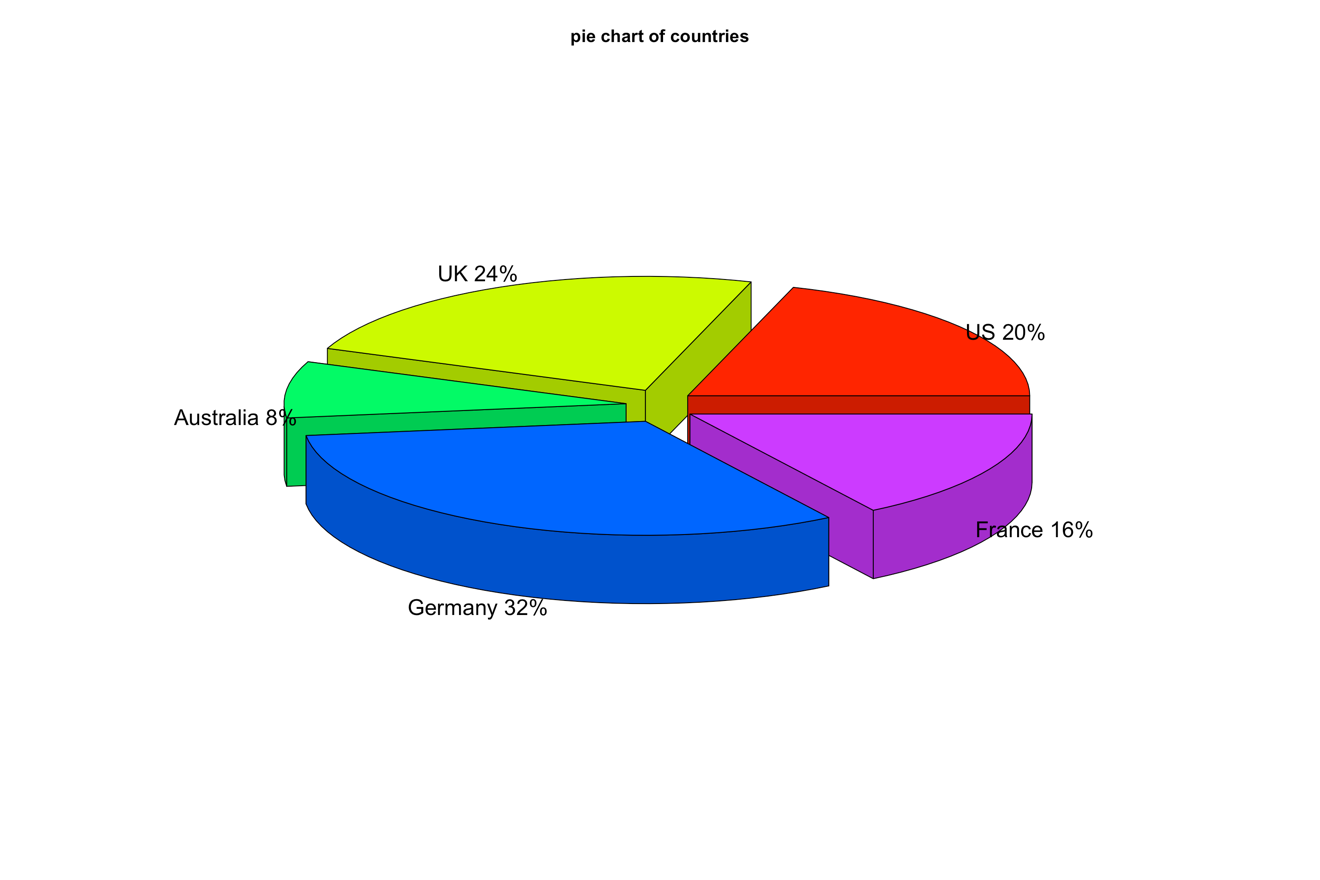 pie chart of countries
UK 24%
US 20%
Australia 8%
France 16%
Germany 32%